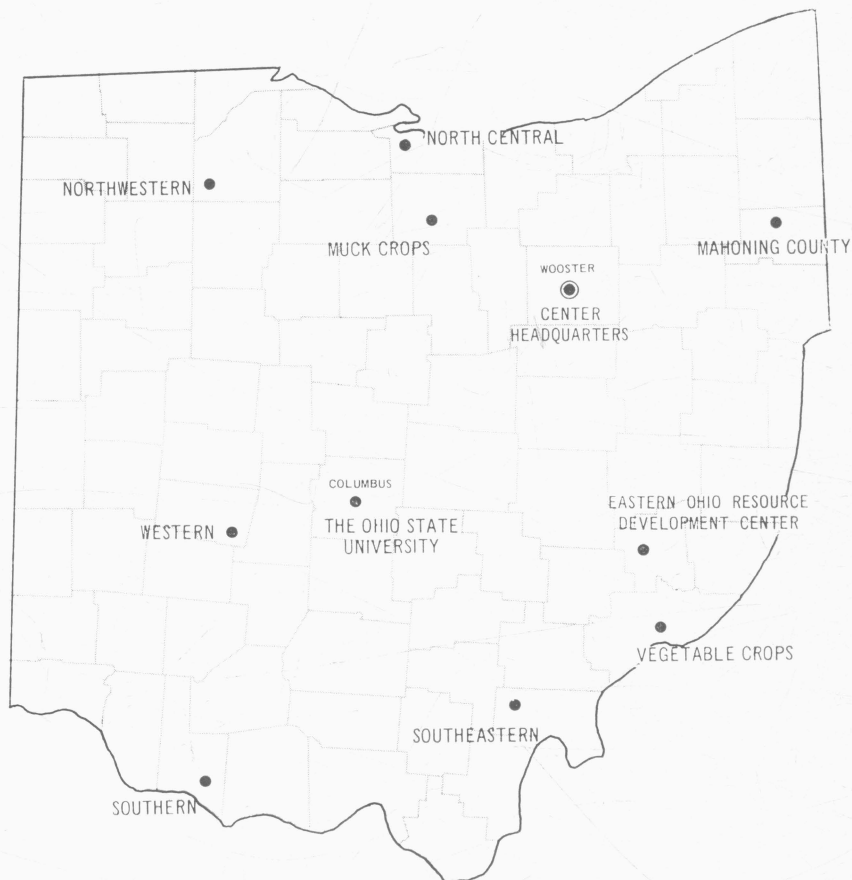 NORTH CENTRAL
NORTHWESTERN
MUCK CROPS
MAHONING COUNTY
WOOSTER
CENTER
HEADQUARTERS
COLUMBUS
THE OHIO STATE
UNIVERSITY
WESTERN
EASTERN OHIO RESOURCE
DEVELOPMENT CENTER
VEGETABLE CROPS
SOUTHEASTERN
SOUTHERN